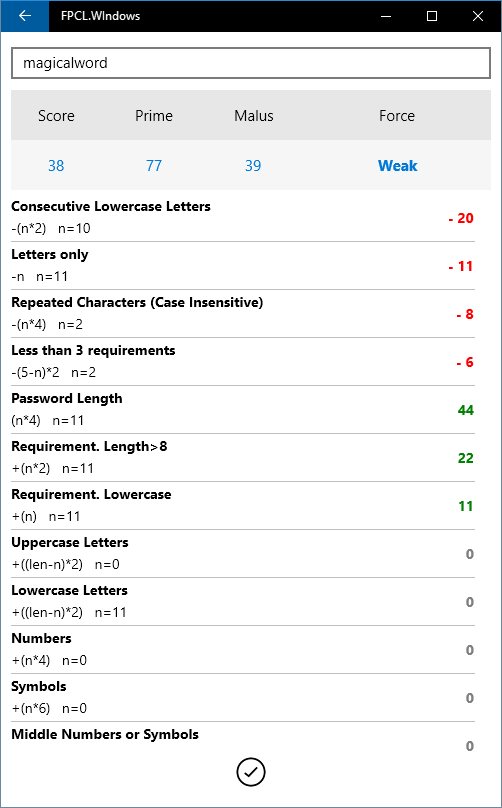 FPCL.WIndows
magicalword
Score Prime Malus Force
38 77 39 Weak
Consecutive Lowercase Letters
-(n*2) n=10
- 20
Letters only
-n n=11
- 11
Repeated Characters (Case Insensitive)
-(n*4) n=2
- 8
Less than 3 requirements
-(5-n)*2 n=2
- 6
Password Length
(n*4) n=11
44
Requirement. Length>8
+(n*2) n=11
22
Requirement. Lowercase
+(n) n=11
11
Uppercase Letters
+((len-n)*2) n=0
0
Lowercase Letters
+((len-n)*2) n=11
0
Numbers
+(n*4) n=0
0
Symbols
+(n*6) n=0
0
Middle Numbers or Symbols
0